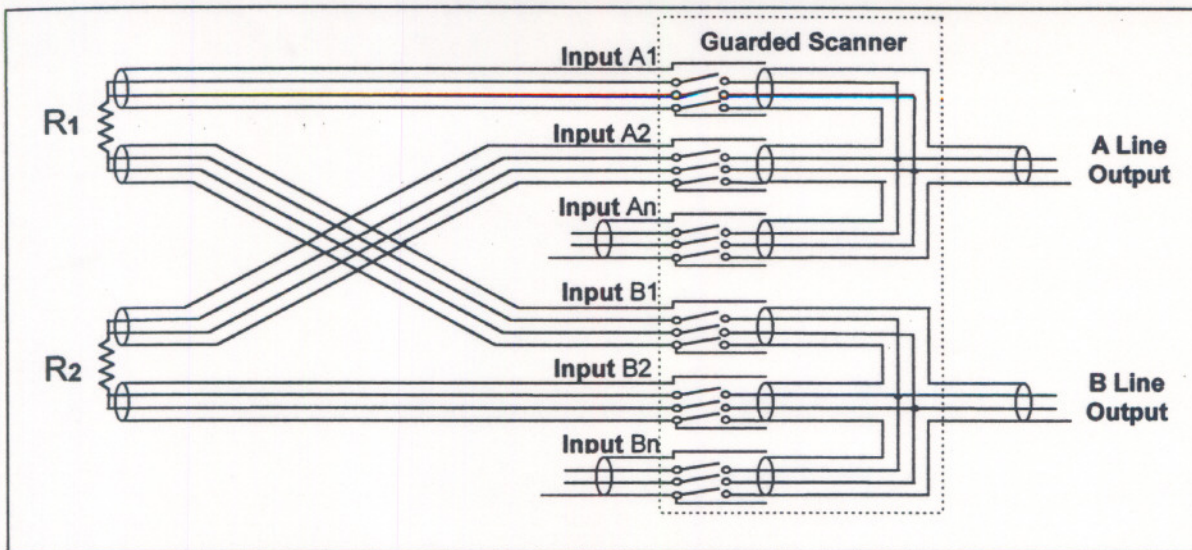 Guarded Scanner
Input A1
R1
Input A2
A Line
Output
Input An
Input B1
R2
Input B2
B Line
Output
Input Bn